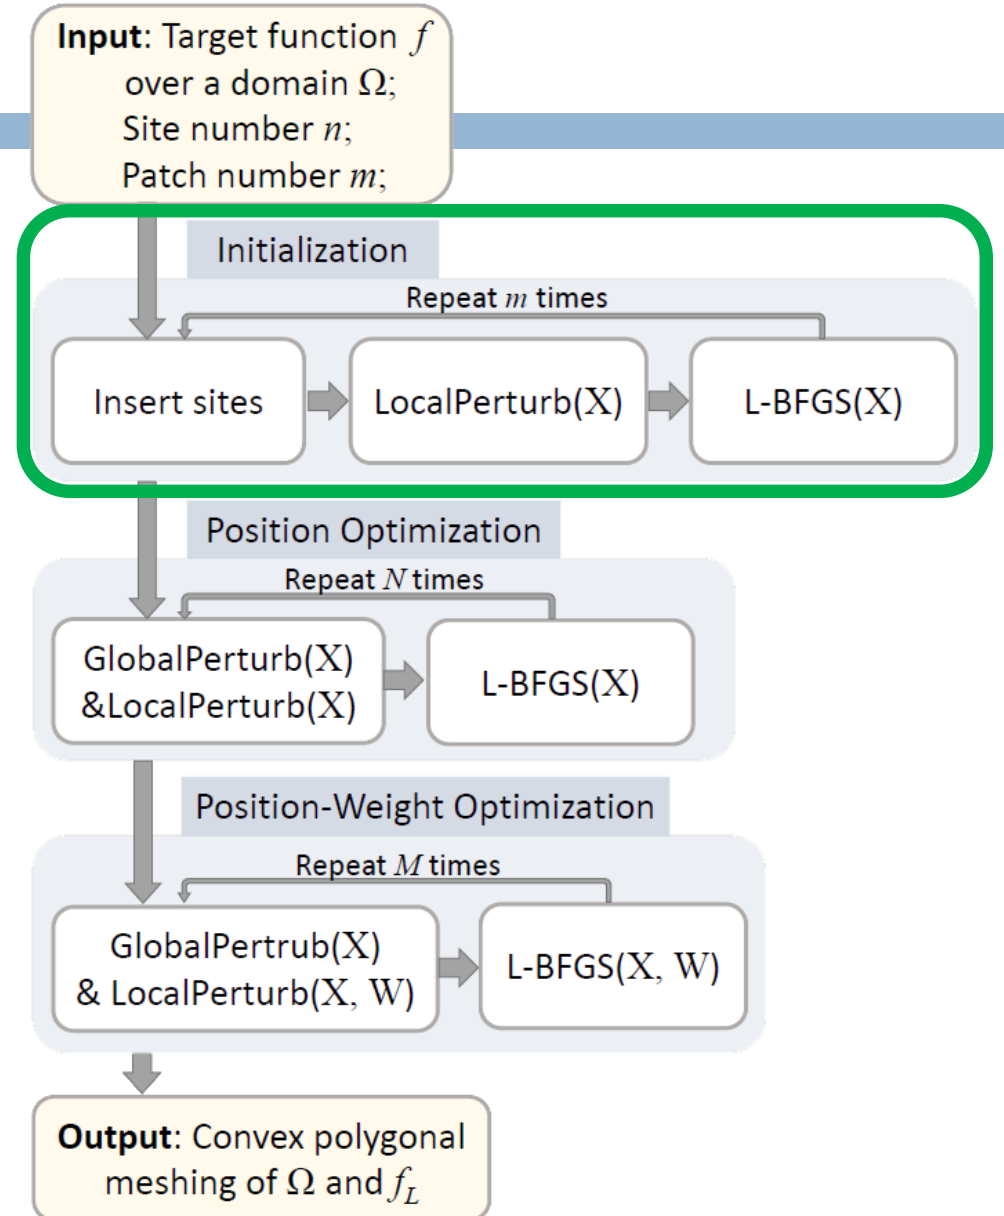 Input: Target function f
over a domain Ω;
Site number n;
Patch number m;
Initialization
Repeat m times
Insert sites
LocalPerturb(X)
L-BFGS(X)
Position Optimization
Repeat N times
GlobalPerturb(X)
&LocalPerturb(X)
L-BFGS(X)
Position-Weight Optimization
Repeat M times
GlobalPertrub(X)
& LocalPerturb(X, W)
L-BFGS(X, W)
Output: Convex polygonal
meshing of Ω and f_L